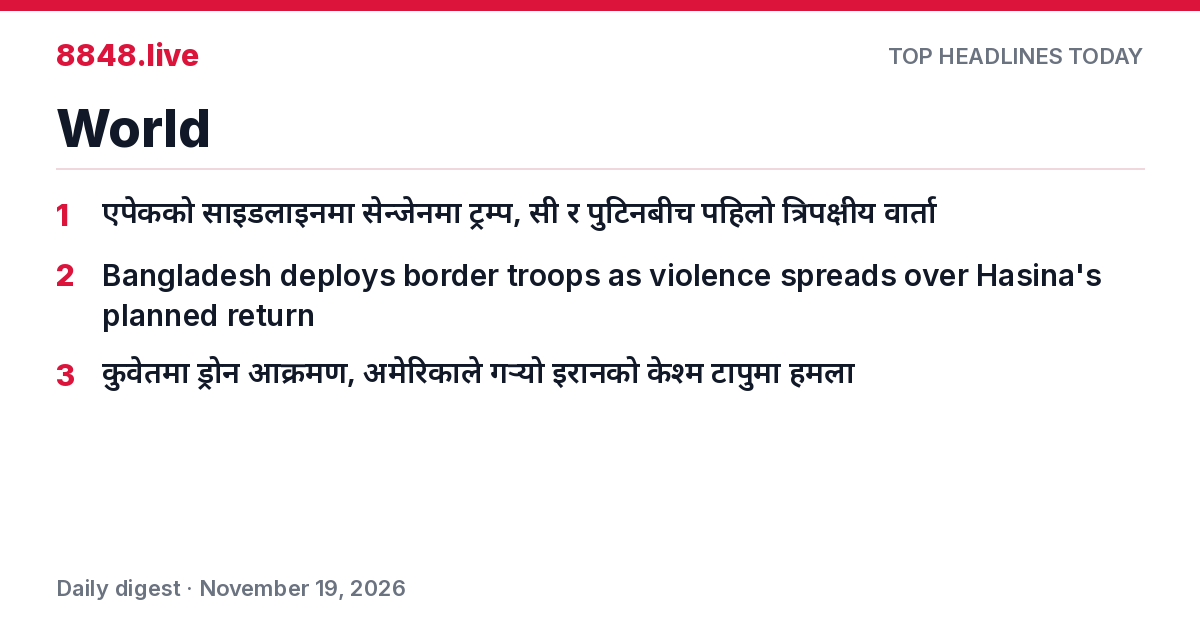 8848.live
TOP HEADLINES TODAY
World
1 एपेकको साइडलाइनमा सेन्जेनमा ट्रम्प, सी र पुटिनबीच पहिलो त्रिपक्षीय वार्ता
2 Bangladesh deploys border troops as violence spreads over Hasina's
planned return
3 कुवेतमा ड्रोन आक्रमण, अमेरिकाले गऱ्यो इरानको केश्म टापुमा हमला
Daily digest · November 19, 2026